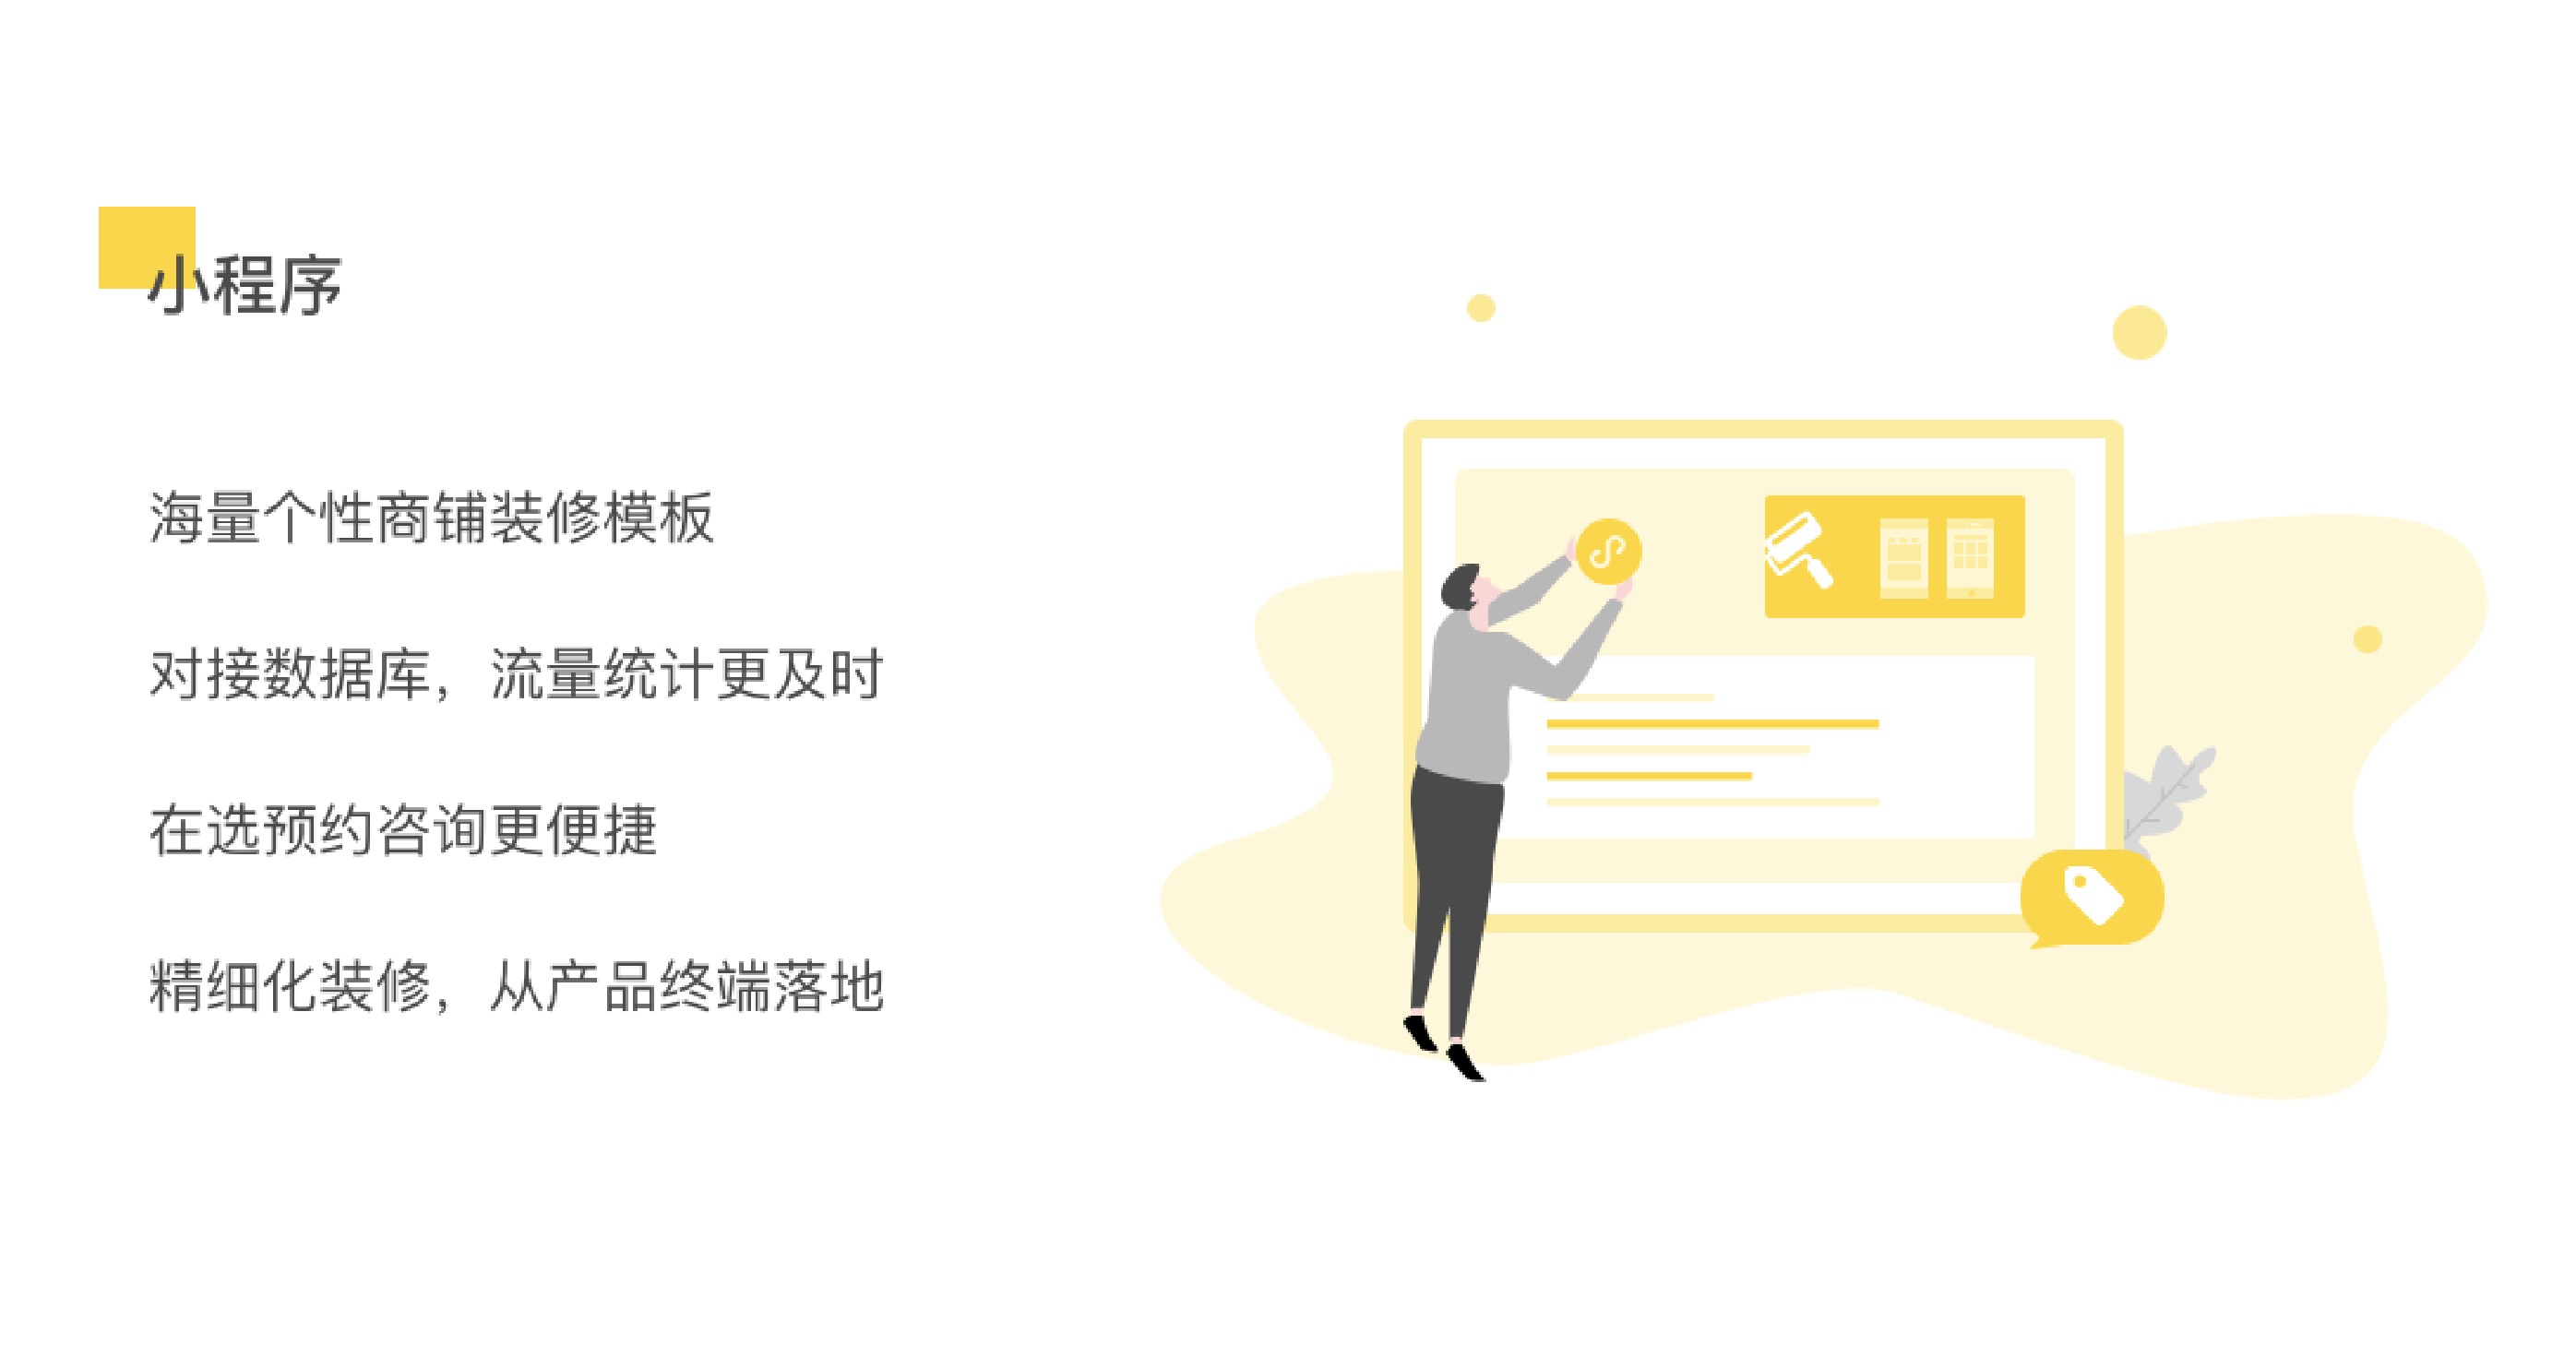 小程序
海量个性商铺装修模板
对接数据库，流量统计更及时
在选预约咨询更便捷
精细化装修，从产品终端落地